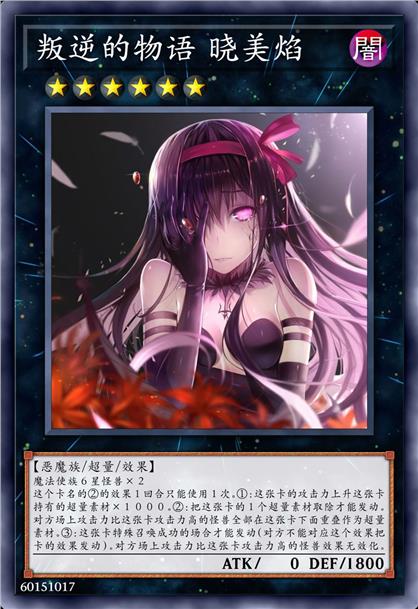 叛逆的物语 晓美焰
闇
【恶魔族/超量/效果】
魔法使族6星怪兽×2
这个卡名的②的效果1回合只能使用1次。①:这张卡的攻击力上升这张卡
持有的超量素材×1000。②:把这张卡的1个超量素材取除才能发动。
对方场上攻击力比这张卡攻击力高的怪兽全部在这张卡下面重叠作为超量
素材。③:这张卡特殊召唤成功的场合才能发动(对方不能对应这个效果把
卡的效果发动)。对方场上攻击力比这张卡攻击力高的怪兽效果无效化。
ATK/ 0 DEF/1800
60151017